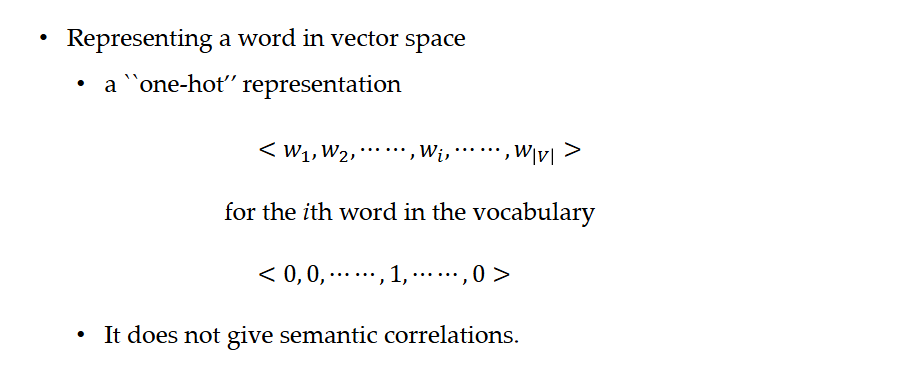 • Representing a word in vector space
• a ``one-hot’’ representation
< w₁, w₂, ⋯⋯, wᵢ, ⋯⋯, w|V| >
for the ith word in the vocabulary
< 0, 0, ⋯⋯, 1, ⋯⋯, 0 >
• It does not give semantic correlations.